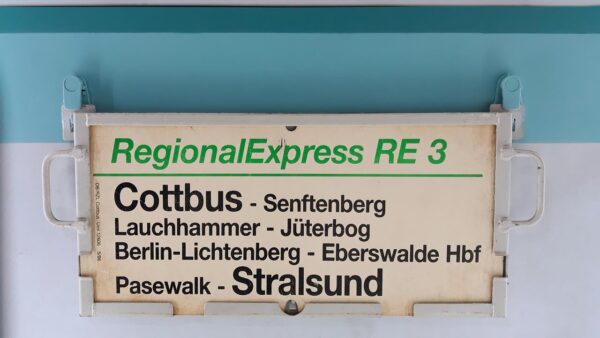 RegionalExpress RE 3
Cottbus - Senftenberg
Lauchhammer - Jüterbog
Berlin-Lichtenberg - Eberswalde Hbf
Pasewalk - Stralsund